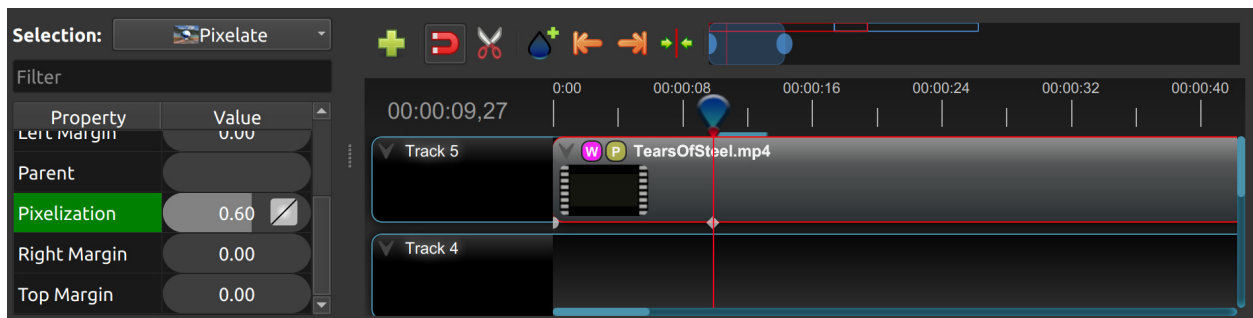 Selection: Pixelate
Filter
Property Value
Left Margin 0.00
Parent
Pixelization 0.60
Right Margin 0.00
Top Margin 0.00
00:00:09,27
0:00 00:00:08 00:00:16 00:00:24 00:00:32 00:00:40
Track 5
W P TearsOfSteel.mp4
Track 4